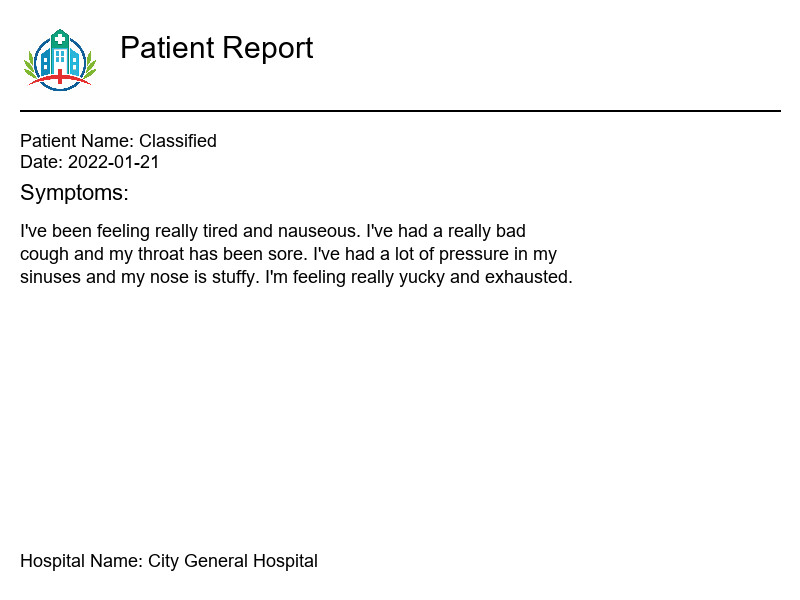 Patient Report
Patient Name: Classified
Date: 2022-01-21
Symptoms:
I've been feeling really tired and nauseous. I've had a really bad
cough and my throat has been sore. I've had a lot of pressure in my
sinuses and my nose is stuffy. I'm feeling really yucky and exhausted.
Hospital Name: City General Hospital